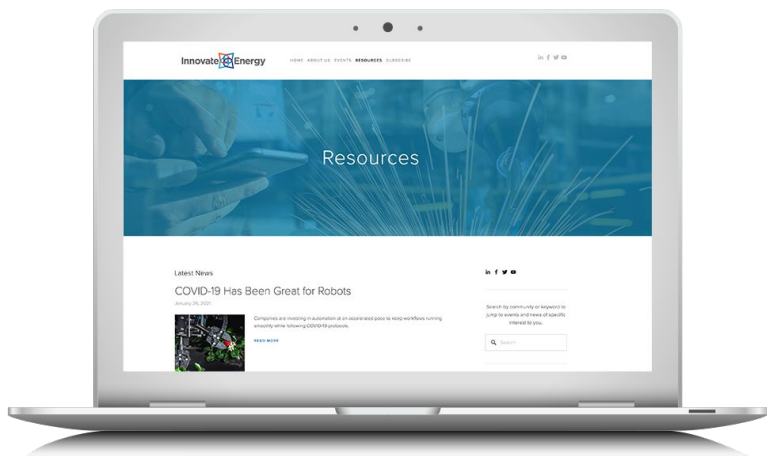 Innovate Energy
HOME ABOUT US EVENTS RESOURCES SUBSCRIBE
Resources
Latest News
COVID-19 Has Been Great for Robots
January 26, 2021
Companies are investing in automation at an accelerated pace to keep workflows running
smoothly while following COVID-19 protocols.
READ MORE
Search by community or keyword to
jump to events and news of specific
interest to you.
Search